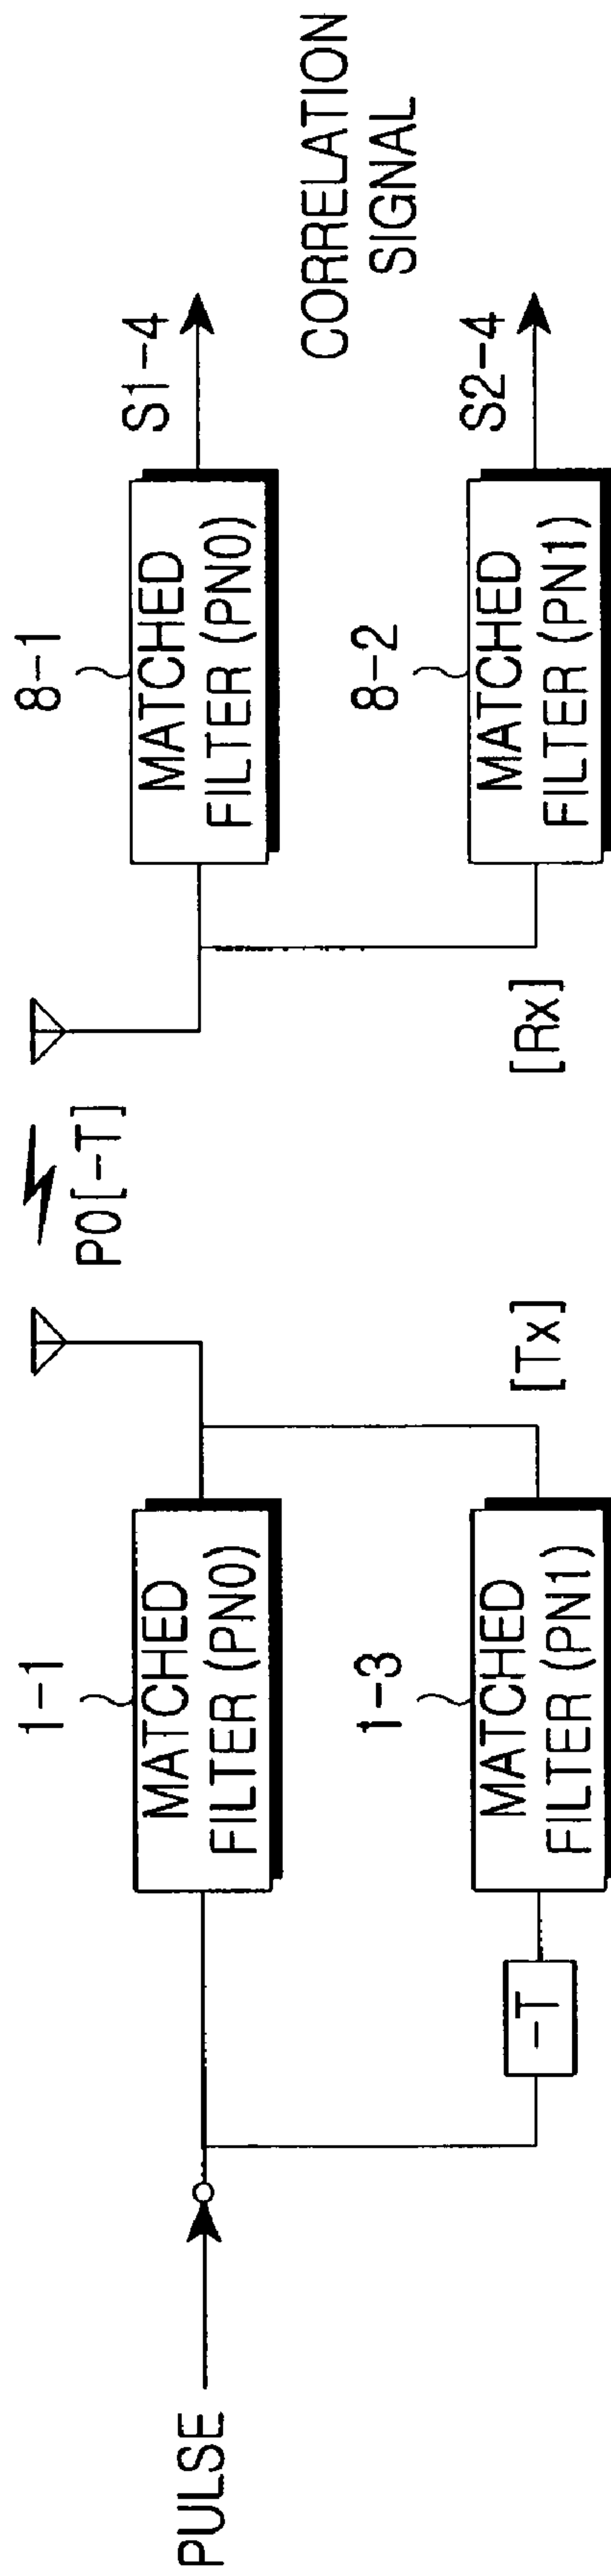 PULSE
-T
1-1
MATCHED
FILTER (PN0)
1-3
MATCHED
FILTER (PN1)
[Tx]
P0[-T]
[Rx]
8-1
MATCHED
FILTER (PN0)
8-2
MATCHED
FILTER (PN1)
S1-4
S2-4
CORRELATION
SIGNAL